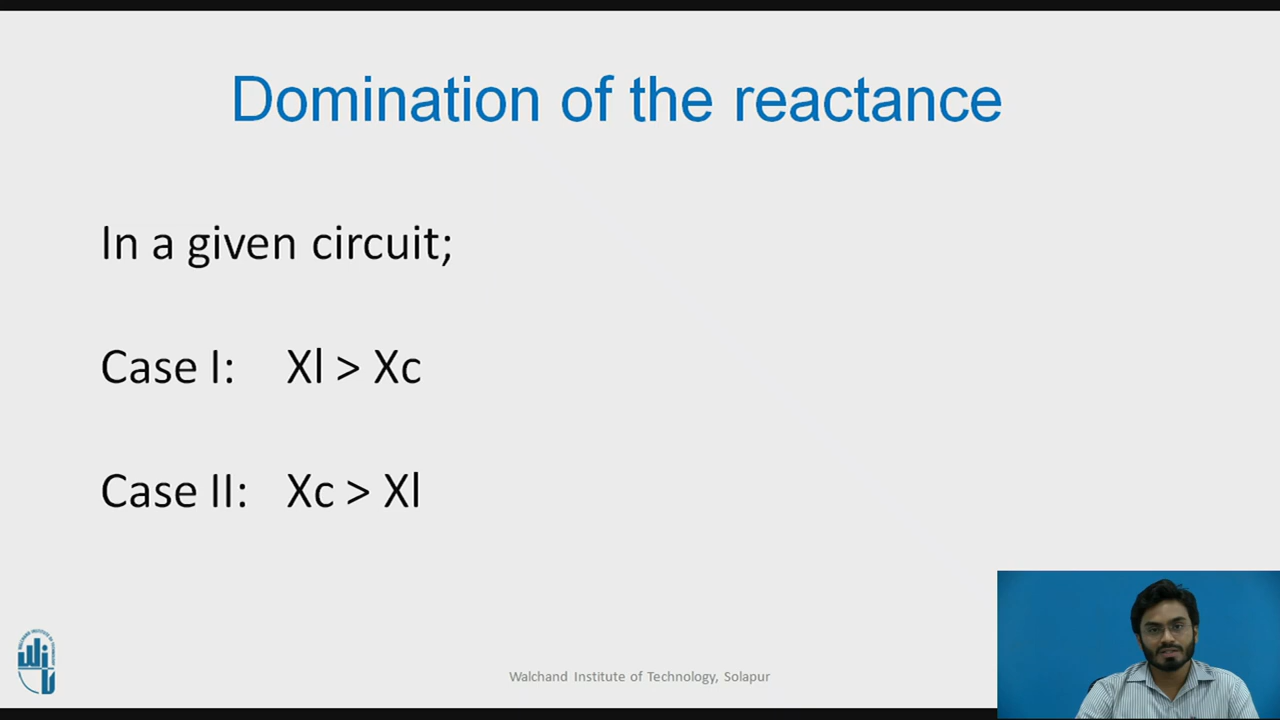 Domination of the reactance
In a given circuit;
Case I: Xl > Xc
Case II: Xc > Xl
Walchand Institute of Technology, Solapur